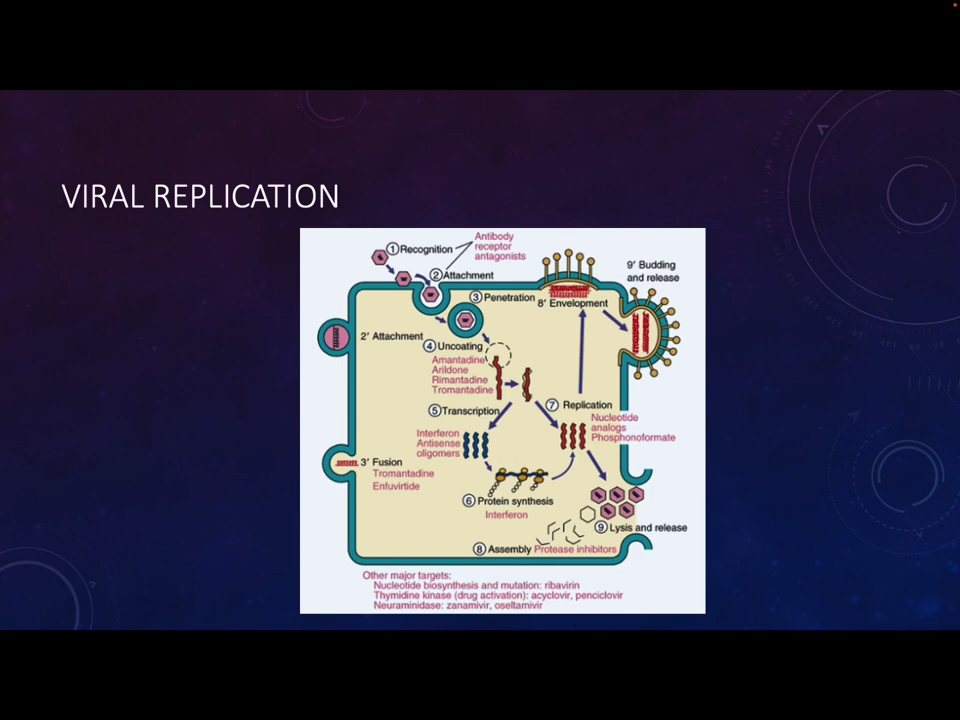 VIRAL REPLICATION
Antibody
receptor
antagonists
1 Recognition
2 Attachment
3 Penetration
8' Envelopment
9' Budding
and release
2' Attachment
4 Uncoating
Amantadine
Arildone
Rimantadine
Tromantadine
5 Transcription
7 Replication
Nucleotide
analogs
Phosphonoformate
Interferon
Antisense
oligomers
3' Fusion
Tromantadine
Enfuvirtide
6 Protein synthesis
Interferon
9 Lysis and release
8 Assembly Protease inhibitors
Other major targets:
Nucleotide biosynthesis and mutation: ribavirin
Thymidine kinase (drug activation): acyclovir, penciclovir
Neuraminidase: zanamivir, oseltamivir